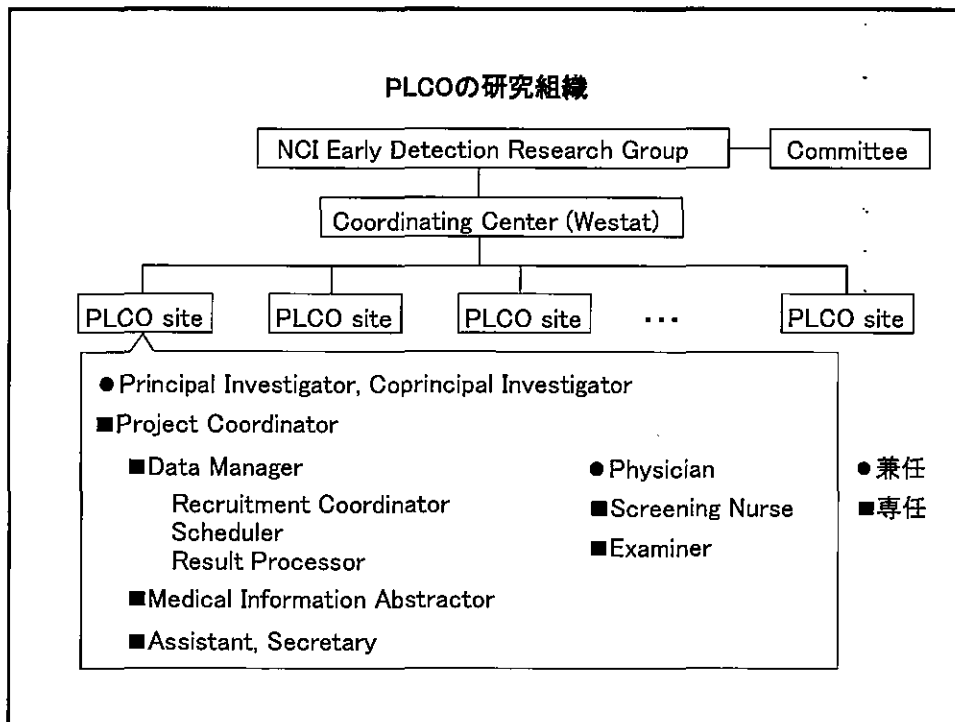 PLCOの研究組織
NCI Early Detection Research Group
Committee
Coordinating Center (Westat)
PLCO site
PLCO site
PLCO site
･･･
PLCO site
●Principal Investigator, Coprincipal Investigator
■Project Coordinator
■Data Manager
Recruitment Coordinator
Scheduler
Result Processor
■Medical Information Abstractor
■Assistant, Secretary
●Physician
■Screening Nurse
■Examiner
●兼任
■専任